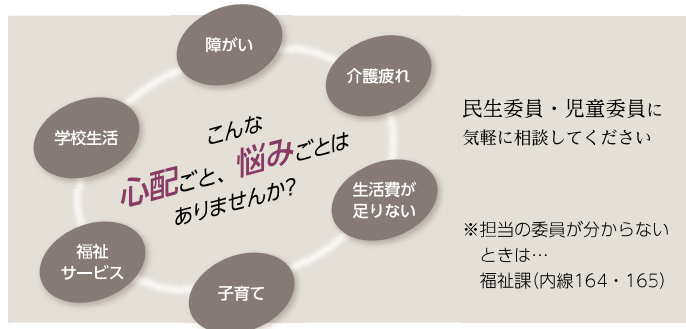 障がい
介護疲れ
学校生活
こんな
心配ごと、悩みごとは
ありませんか?
生活費が
足りない
福祉
サービス
子育て
民生委員・児童委員に
気軽に相談してください
※担当の委員が分からない
ときは…
福祉課(内線164・165)